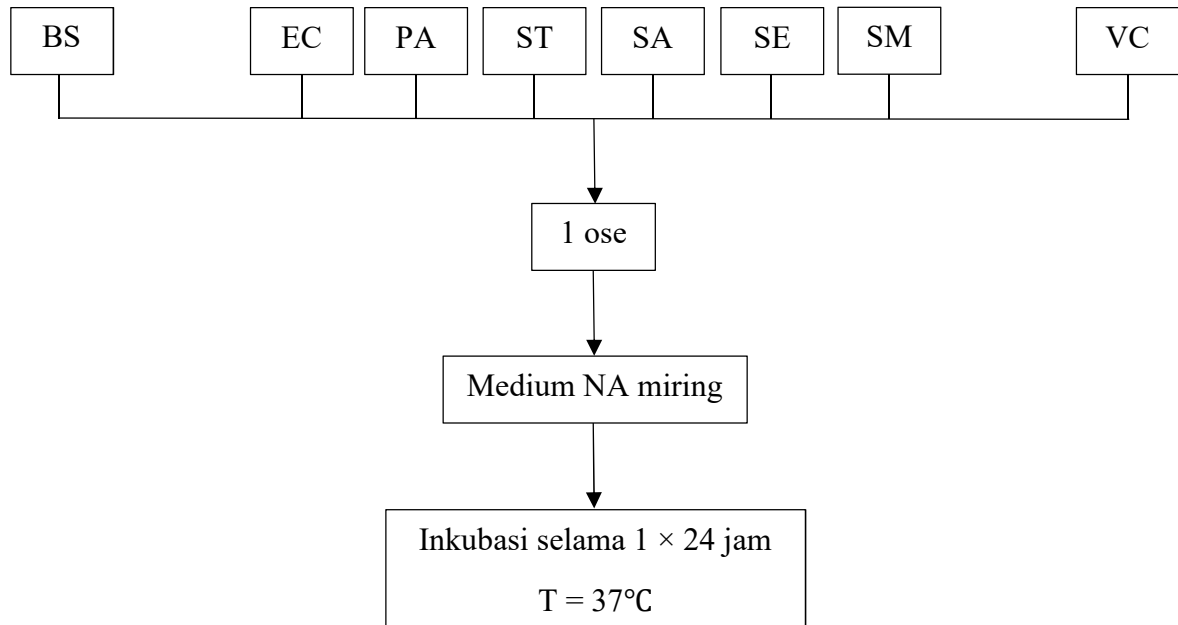 BS EC PA ST SA SE SM VC
1 ose
Medium NA miring
Inkubasi selama 1 × 24 jam
T = 37℃